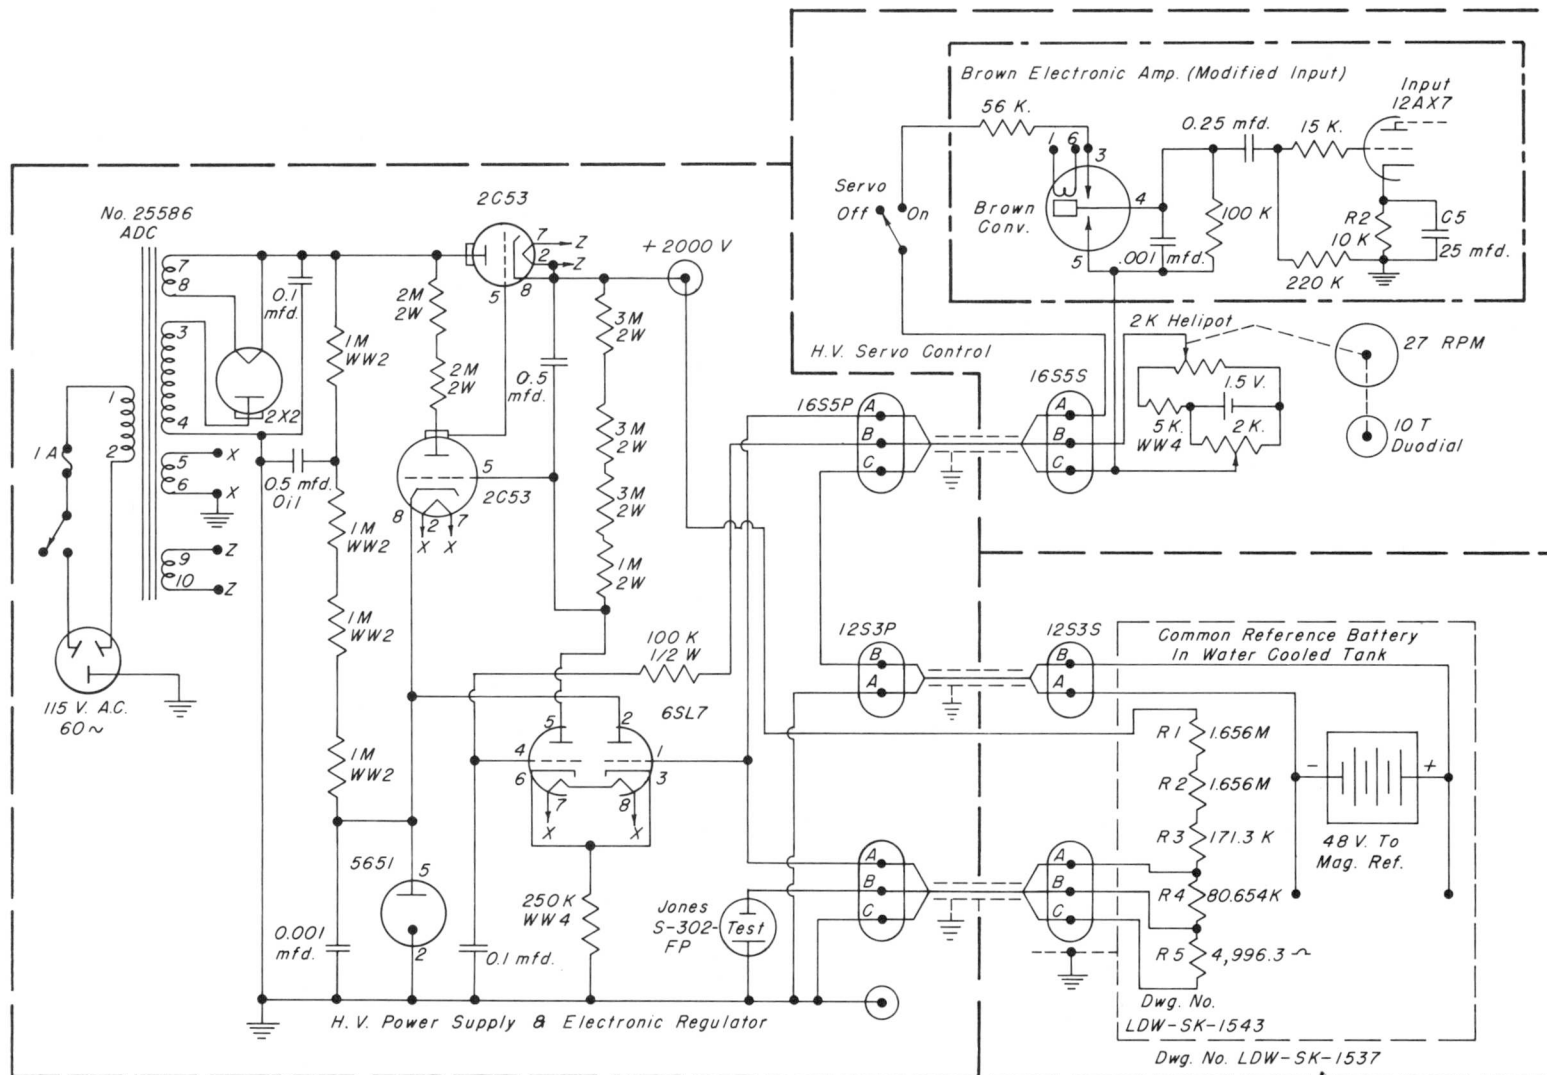 Brown Electronic Amp. (Modified Input)
Input
12AX7
56 K.
0.25 mfd.
15 K.
1
6
3
4
5
Brown
Conv.
.001 mfd.
100 K
R2
10 K
C5
25 mfd.
220 K
Servo
Off
On
H.V. Servo Control
2K Helipot
27 RPM
1.5 V.
5K.
WW4
2K.
10 T
Duodial
16S5P
A
B
C
16S5S
A
B
C
No. 25586
ADC
7
8
3
4
5
6
9
10
1
2
X
X
Z
Z
1A
115 V. A.C.
60 ~
0.1
mfd.
2X2
0.5 mfd.
Oil
1M
WW2
1M
WW2
1M
WW2
1M
WW2
2C53
7
2
5
8
Z
Z
+ 2000 V
2M
2W
2M
2W
0.5
mfd.
3M
2W
3M
2W
3M
2W
1M
2W
5
2C53
8
2
7
X
X
100 K
1/2 W
6SL7
5
2
4
1
6
3
7
8
X
X
5651
5
2
0.001
mfd.
0.1 mfd.
250K
WW4
Jones
S-302-
FP
Test
H.V. Power Supply & Electronic Regulator
12S3P
B
A
12S3S
B
A
A
B
C
A
B
C
Common Reference Battery
In Water Cooled Tank
R1
1.656M
R2
1.656M
R3
171.3 K
R4
80.654K
R5
4,996.3 ~
-
+
48 V. To
Mag. Ref.
Dwg. No.
LDW-SK-1543
Dwg. No. LDW-SK-1537